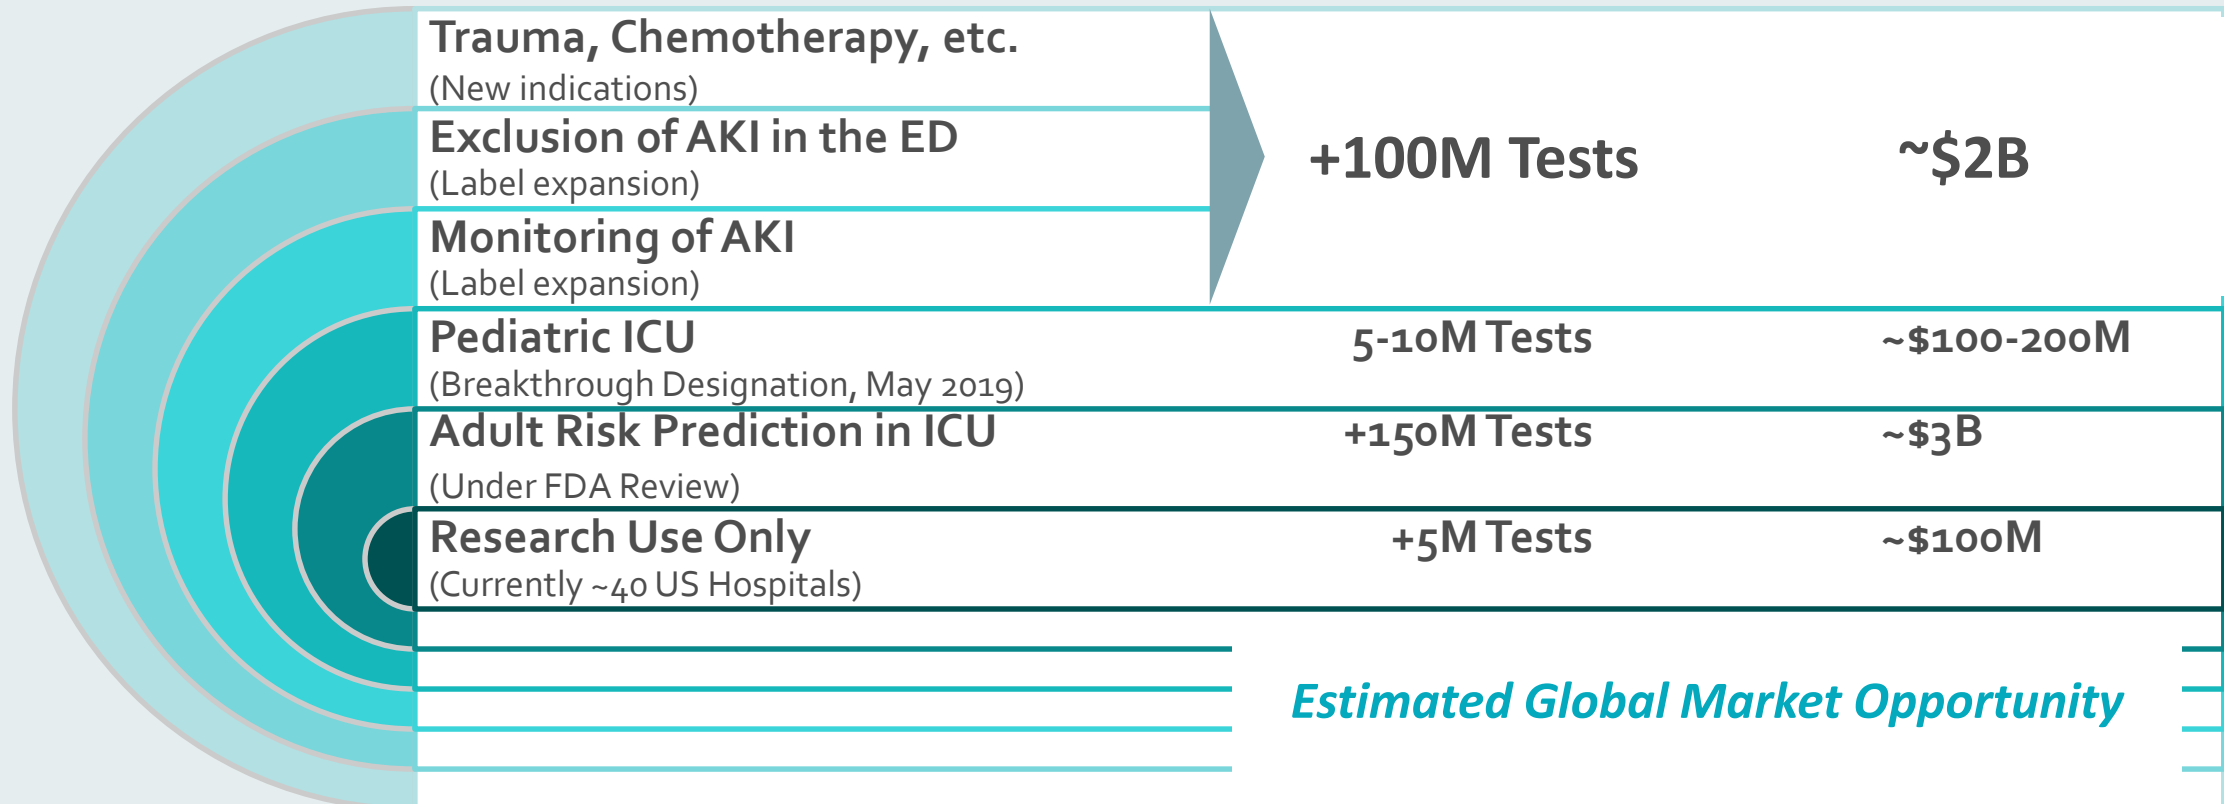 Trauma, Chemotherapy, etc.
(New indications)
Exclusion of AKI in the ED
(Label expansion)
+100M Tests ~$2B
Monitoring of AKI
(Label expansion)
Pediatric ICU 5-10M Tests ~$100-200M
(Breakthrough Designation, May 2019)
Adult Risk Prediction in ICU +150M Tests ~$3B
(Under FDA Review)
Research Use Only +5M Tests ~$100M
(Currently ~40 US Hospitals)
Estimated Global Market Opportunity